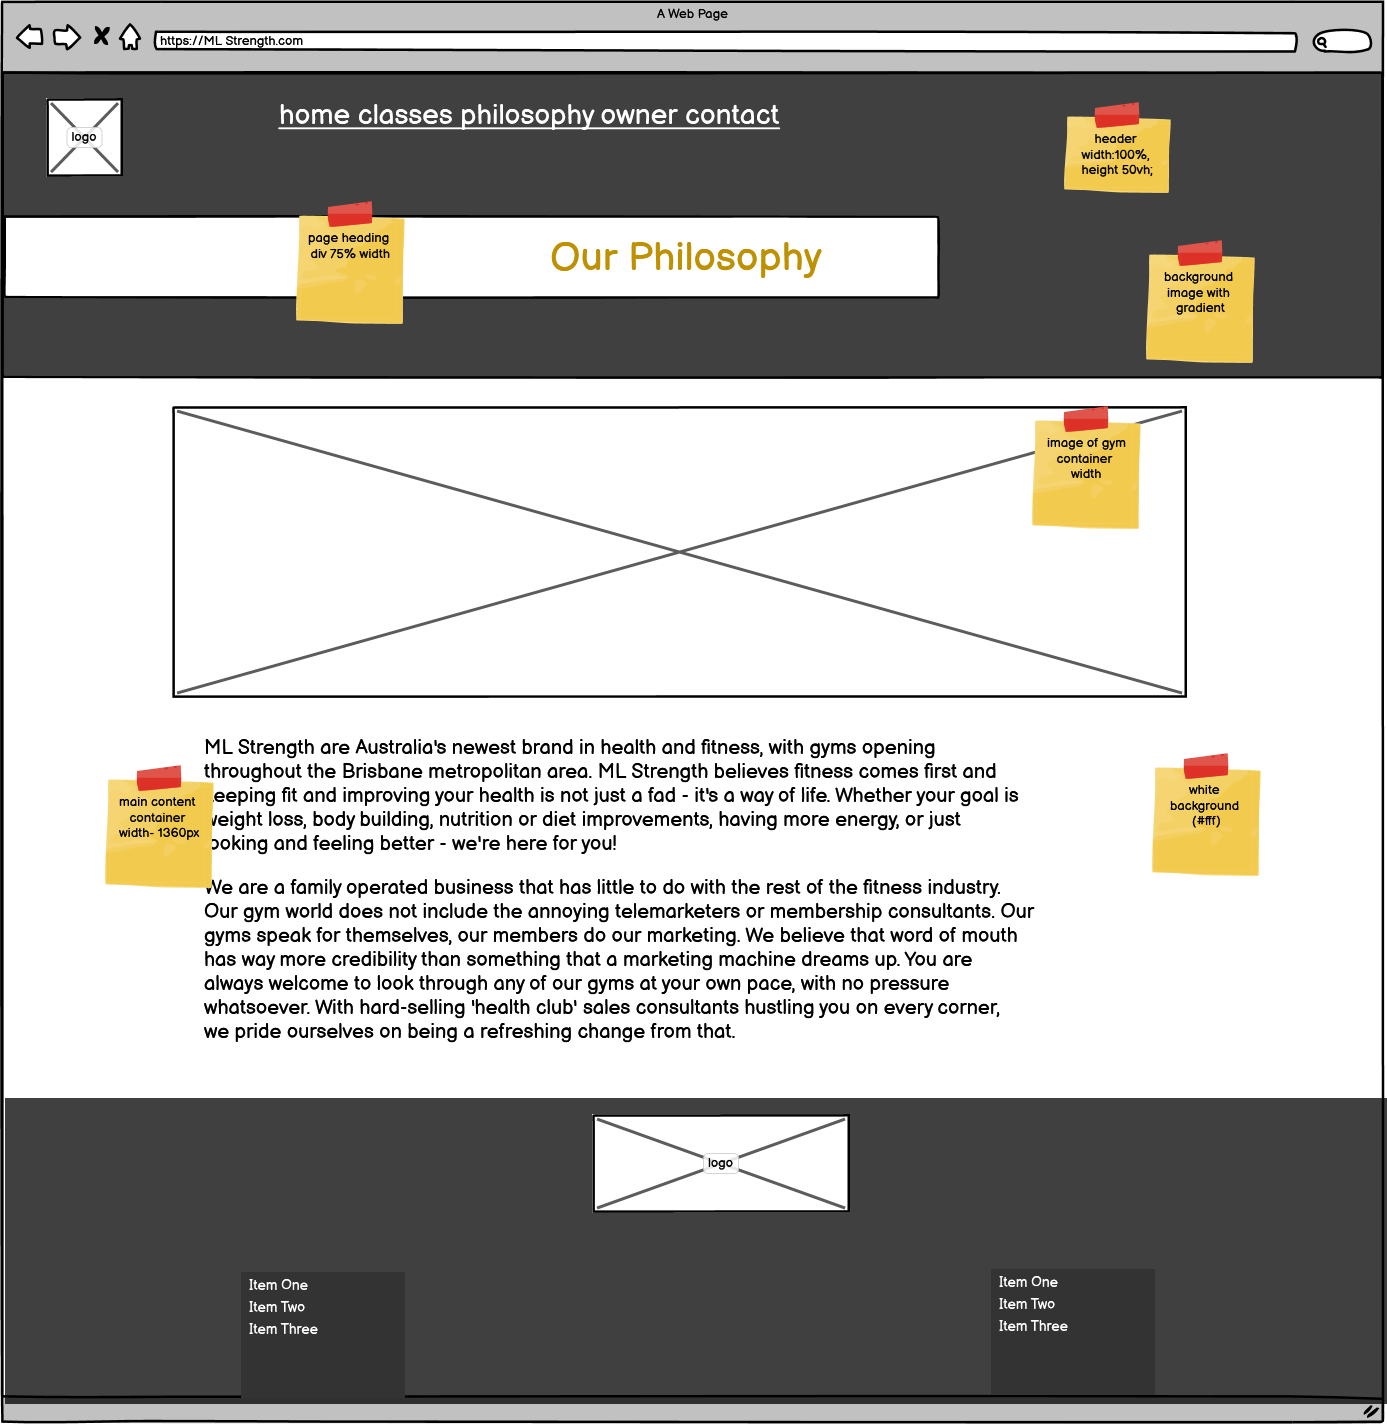 A Web Page
https://ML Strength.com
logo
home classes philosophy owner contact
header
width:100%,
height 50vh;
page heading
div 75% width
Our Philosophy
background
image with
gradient
image of gym
container
width
ML Strength are Australia's newest brand in health and fitness, with gyms opening
throughout the Brisbane metropolitan area. ML Strength believes fitness comes first and
keeping fit and improving your health is not just a fad - it's a way of life. Whether your goal is
weight loss, body building, nutrition or diet improvements, having more energy, or just
looking and feeling better - we're here for you!
main content
container
width- 1360px
white
background
(#fff)
We are a family operated business that has little to do with the rest of the fitness industry.
Our gym world does not include the annoying telemarketers or membership consultants. Our
gyms speak for themselves, our members do our marketing. We believe that word of mouth
has way more credibility than something that a marketing machine dreams up. You are
always welcome to look through any of our gyms at your own pace, with no pressure
whatsoever. With hard-selling 'health club' sales consultants hustling you on every corner,
we pride ourselves on being a refreshing change from that.
logo
Item One
Item Two
Item Three
Item One
Item Two
Item Three